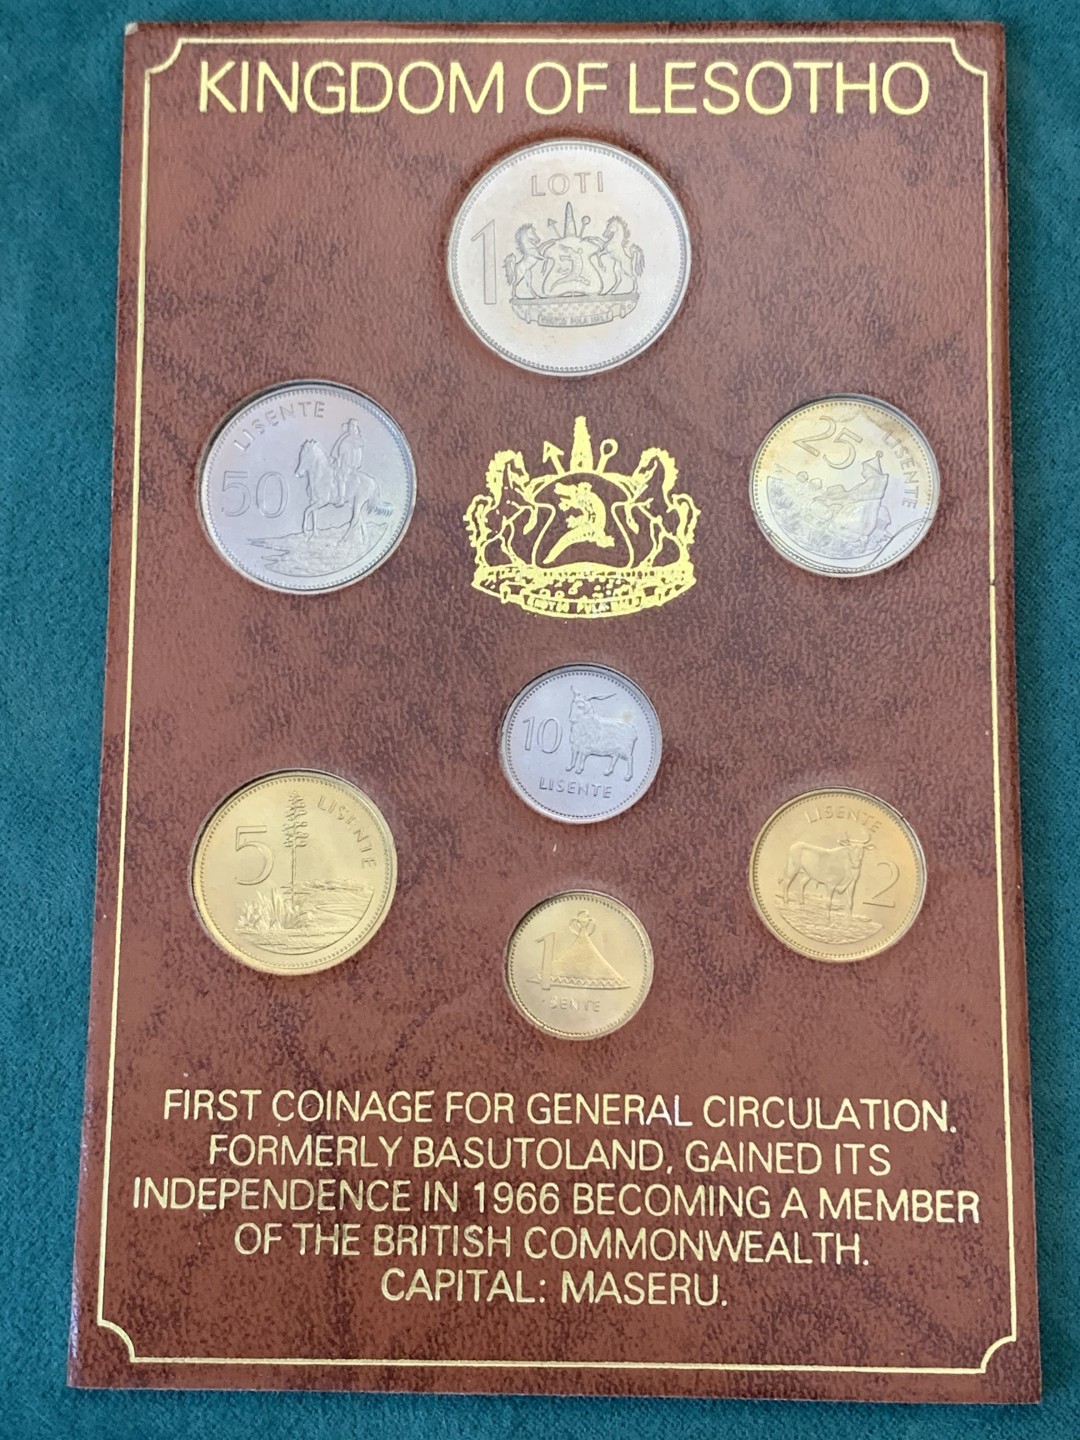 KINGDOM OF LESOTHO
LOTI
1
LISENTE
50
25
LISENTE
10
LISENTE
5
LISENTE
LISENTE
2
1
SENTE
FIRST COINAGE FOR GENERAL CIRCULATION.
FORMERLY BASUTOLAND, GAINED ITS
INDEPENDENCE IN 1966 BECOMING A MEMBER
OF THE BRITISH COMMONWEALTH.
CAPITAL: MASERU.